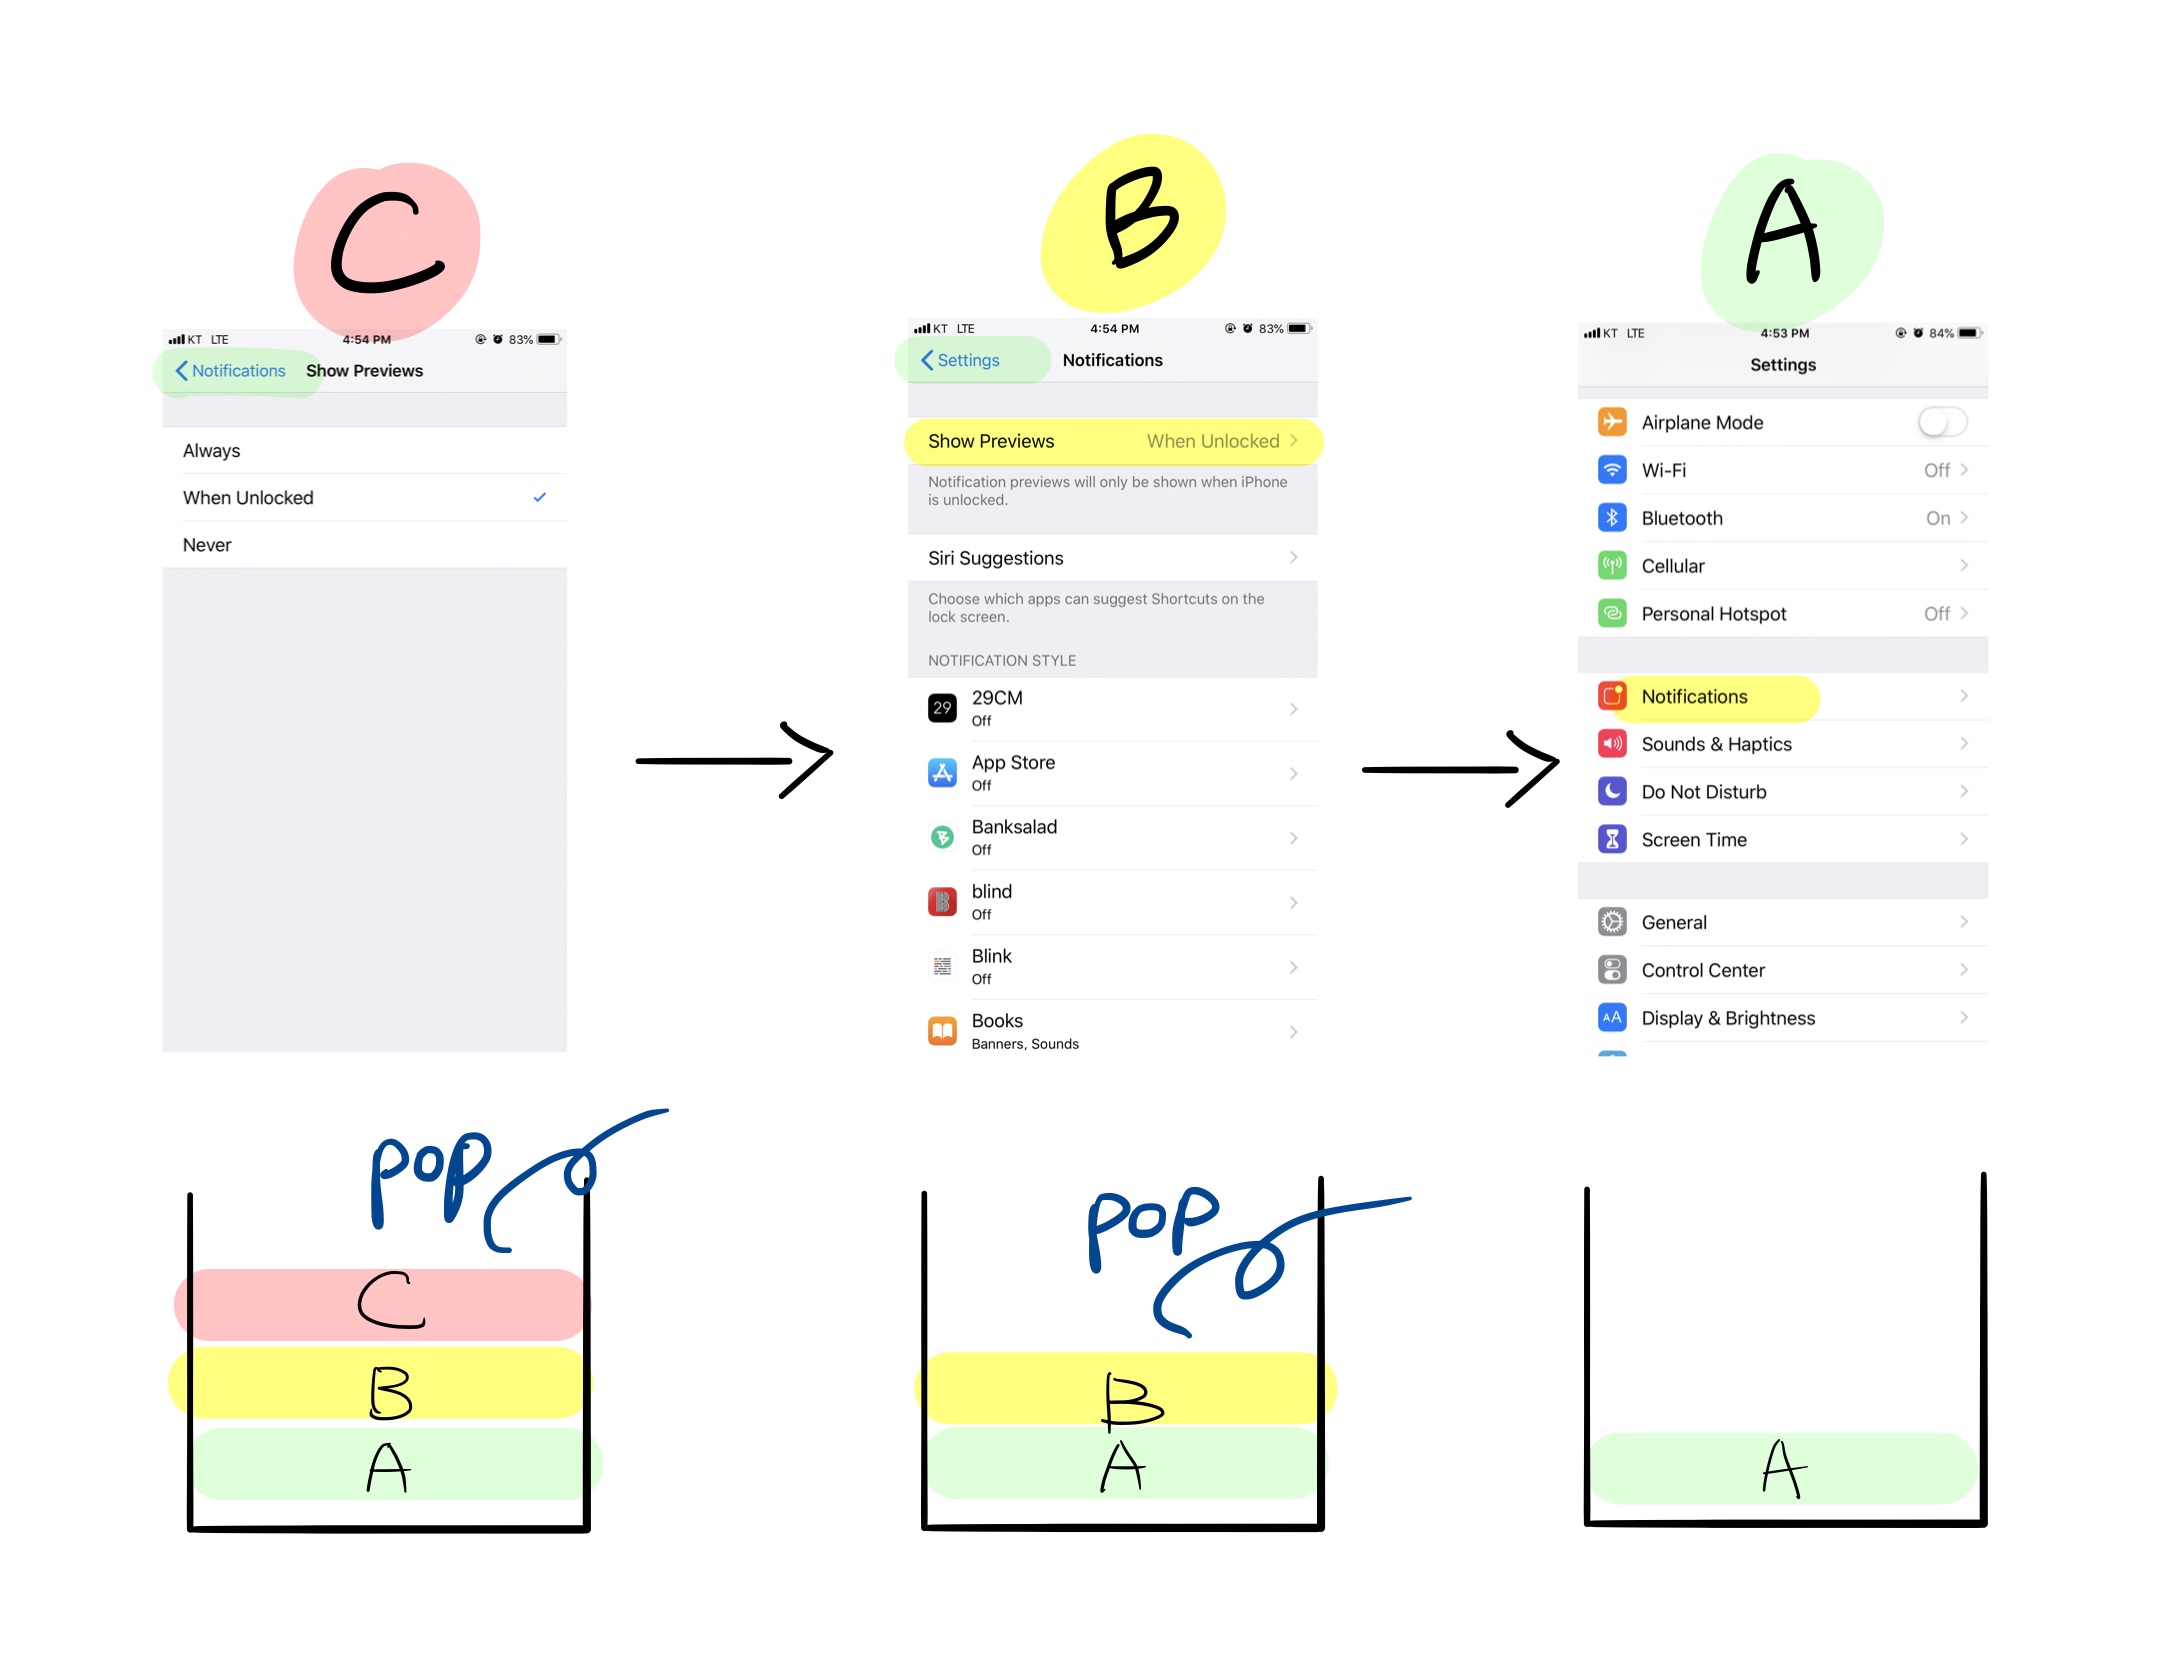 C
B
A
KT LTE 4:54 PM 83%
Notifications Show Previews
Always
When Unlocked
Never
KT LTE 4:54 PM 83%
Settings Notifications
Show Previews When Unlocked
Notification previews will only be shown when iPhone
is unlocked.
Siri Suggestions
Choose which apps can suggest Shortcuts on the
lock screen.
NOTIFICATION STYLE
29 29CM
Off
App Store
Off
Banksalad
Off
B blind
Off
Blink
Off
Books
Banners, Sounds
KT LTE 4:53 PM 84%
Settings
Airplane Mode
Wi-Fi Off
Bluetooth On
Cellular
Personal Hotspot Off
Notifications
Sounds & Haptics
Do Not Disturb
Screen Time
General
Control Center
AA Display & Brightness
pop
C
B
A
pop
B
A
A